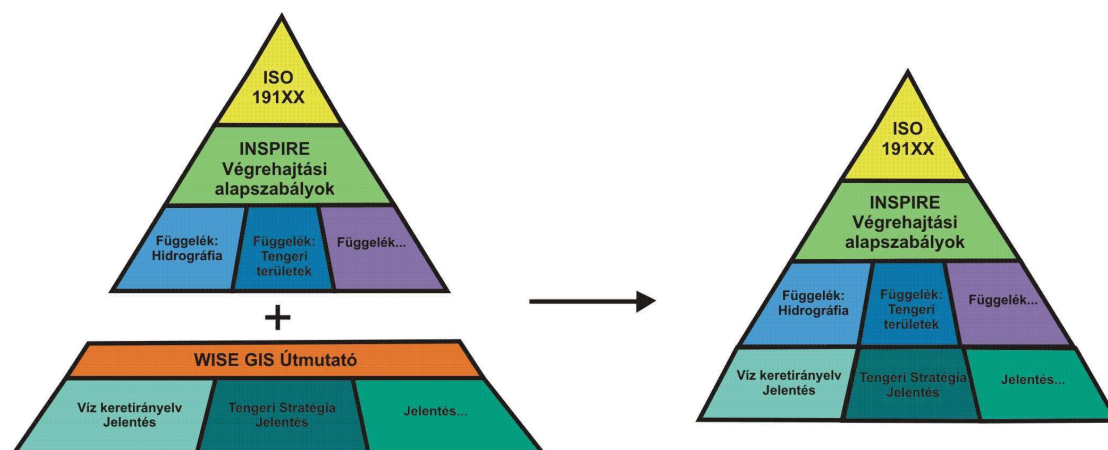 ISO
191XX
INSPIRE
Végrehajtási
alapszabályok
Függelék:
Hidrográfia
Függelék:
Tengeri
területek
Függelék...
+
WISE GIS Útmutató
Víz keretirányelv
Jelentés
Tengeri Stratégia
Jelentés
Jelentés...
ISO
191XX
INSPIRE
Végrehajtási
alapszabályok
Függelék:
Hidrográfia
Függelék:
Tengeri
területek
Függelék...
Víz keretirányelv
Jelentés
Tengeri Stratégia
Jelentés
Jelentés...